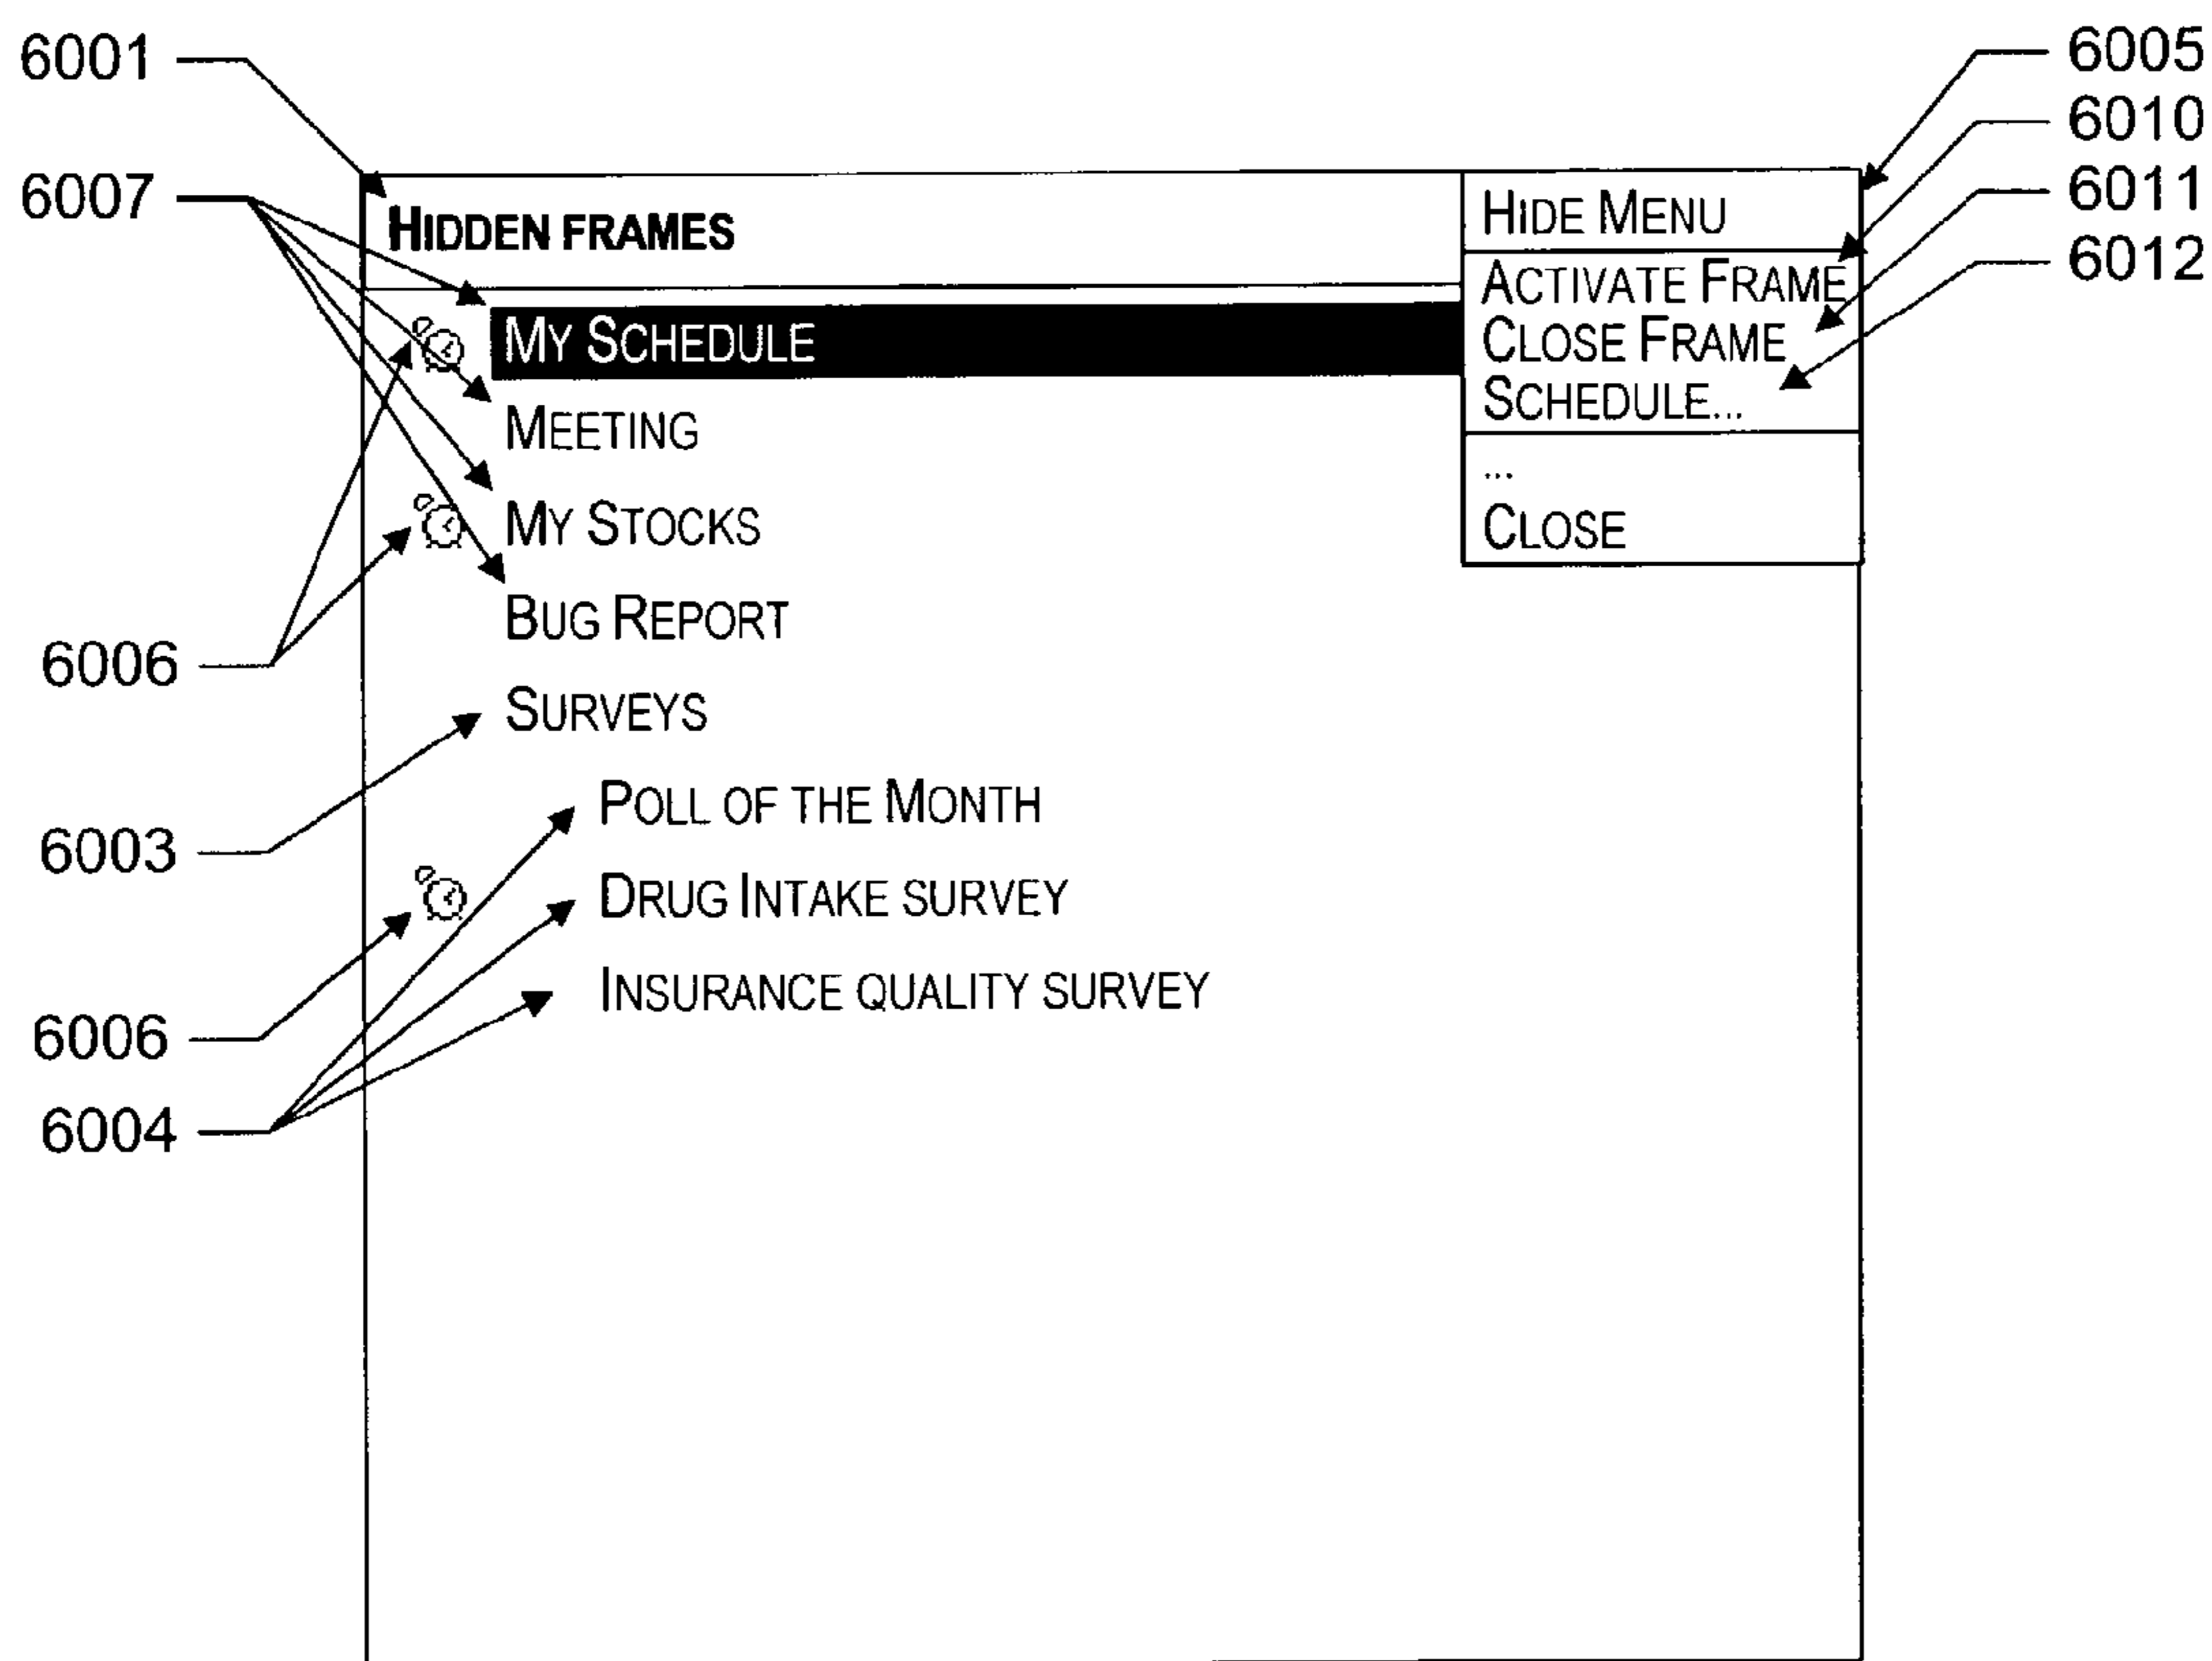 6001
6005
6010
6007
6011
6012
HIDDEN FRAMES
HIDE MENU
ACTIVATE FRAME
CLOSE FRAME
SCHEDULE...
...
CLOSE
MY SCHEDULE
MEETING
MY STOCKS
BUG REPORT
6006
SURVEYS
POLL OF THE MONTH
6003
DRUG INTAKE SURVEY
INSURANCE QUALITY SURVEY
6006
6004